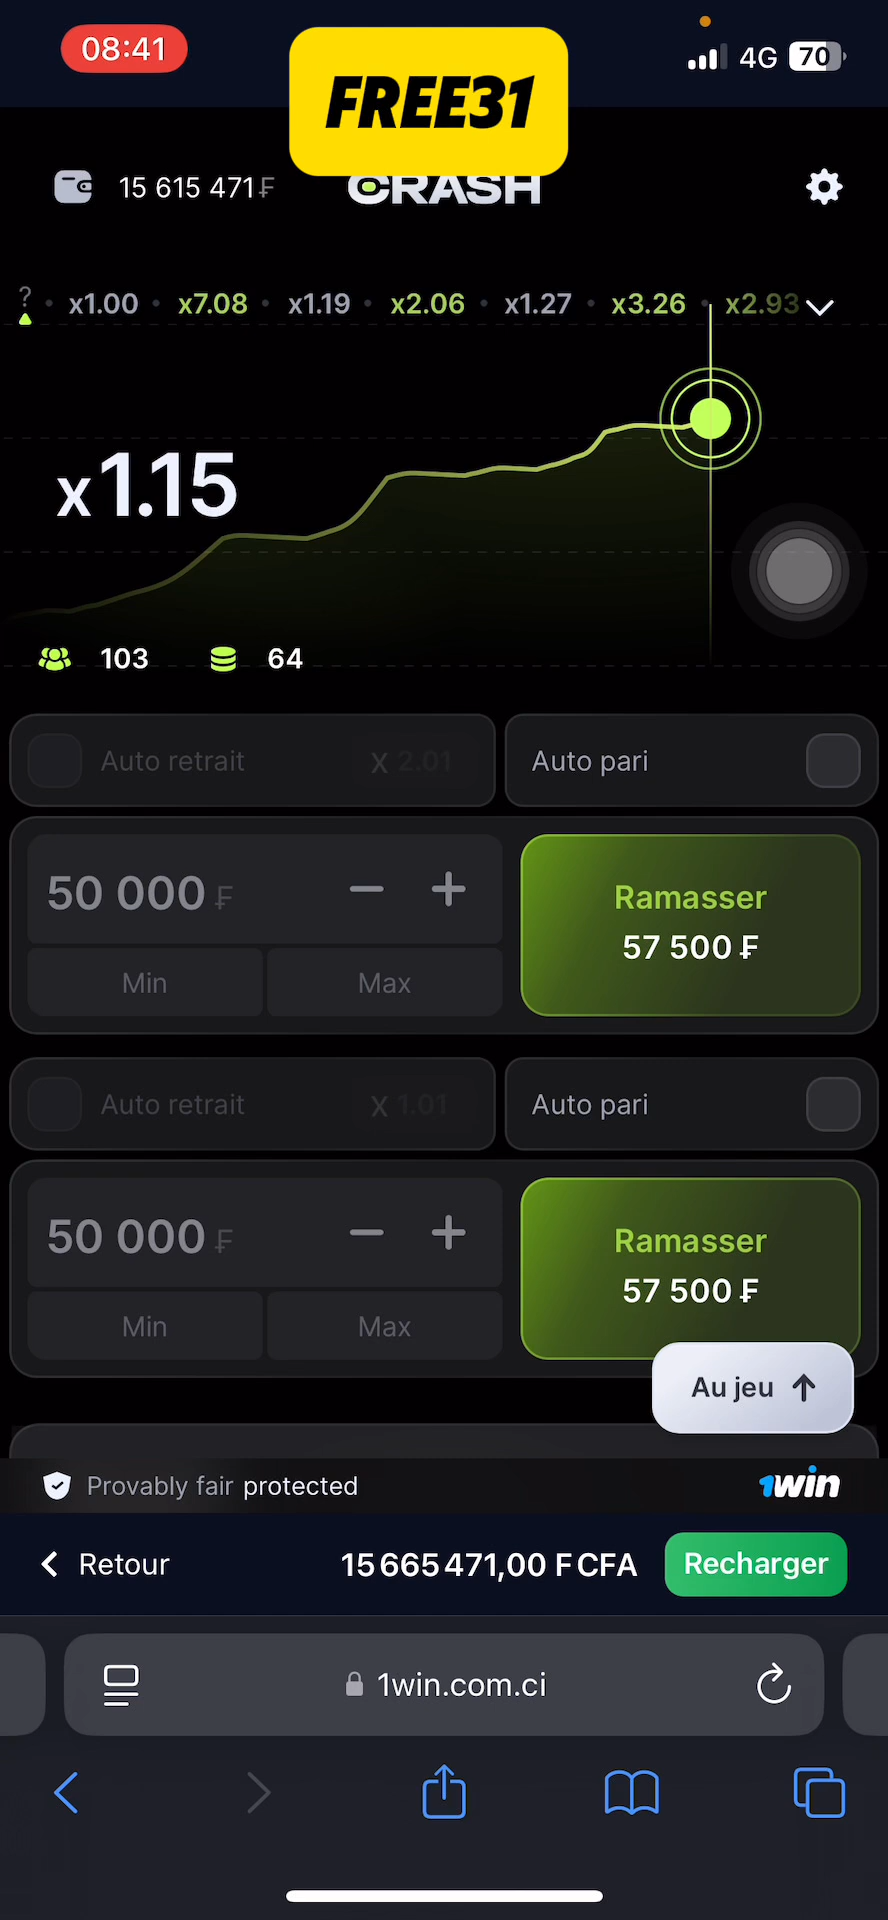 08:41
4G
70
FREE31
15 615 471 ₣
CRASH
? • x1.00 • x7.08 • x1.19 • x2.06 • x1.27 • x3.26 • x2.93
x1.15
103
64
Auto retrait X 2.01
Auto pari
50 000 ₣ − +
Min Max
Ramasser
57 500 ₣
Auto retrait X 1.01
Auto pari
50 000 ₣ − +
Min Max
Ramasser
57 500 ₣
Au jeu ↑
Provably fair protected
1win
Retour
15 665 471,00 F CFA
Recharger
1win.com.ci